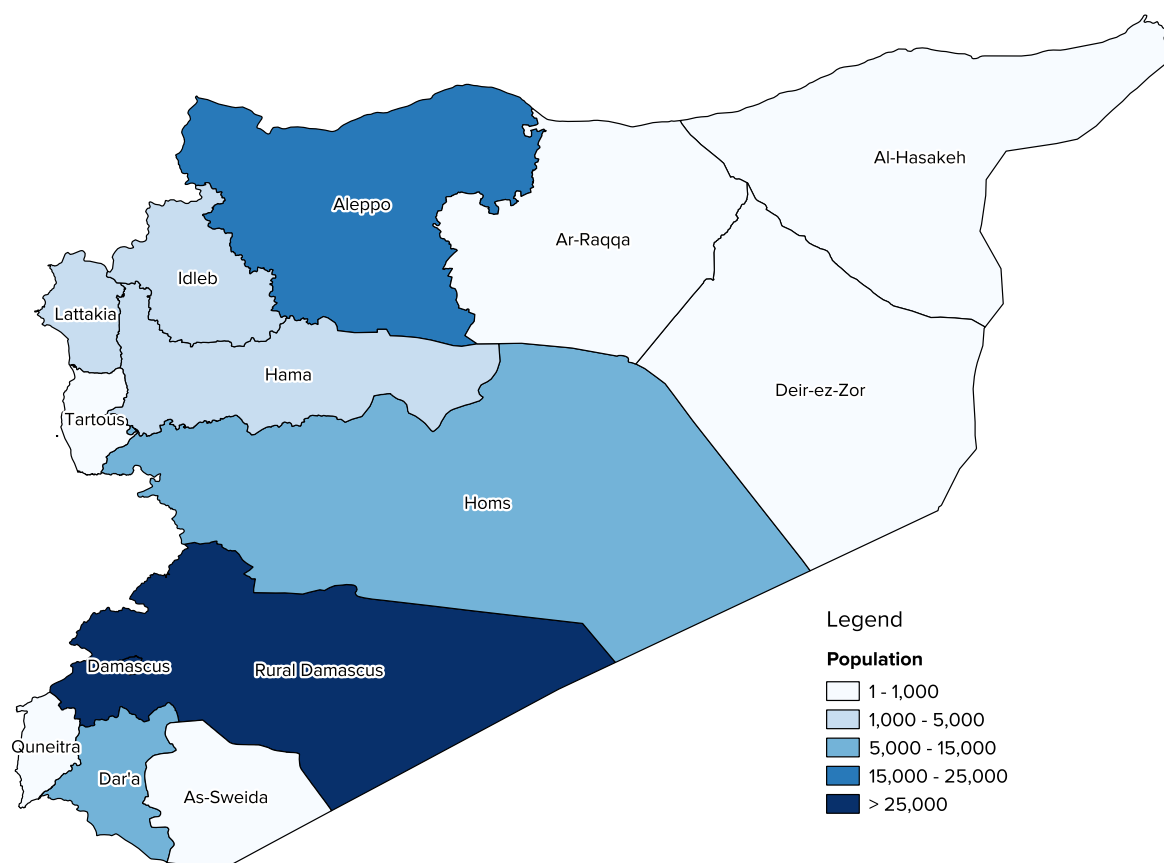 Al-Hasakeh
Aleppo
Ar-Raqqa
Idleb
Lattakia
Hama
Deir-ez-Zor
Tartous
Homs
Damascus
Rural Damascus
Quneitra
Dar'a
As-Sweida
Legend
Population
1 - 1,000
1,000 - 5,000
5,000 - 15,000
15,000 - 25,000
> 25,000